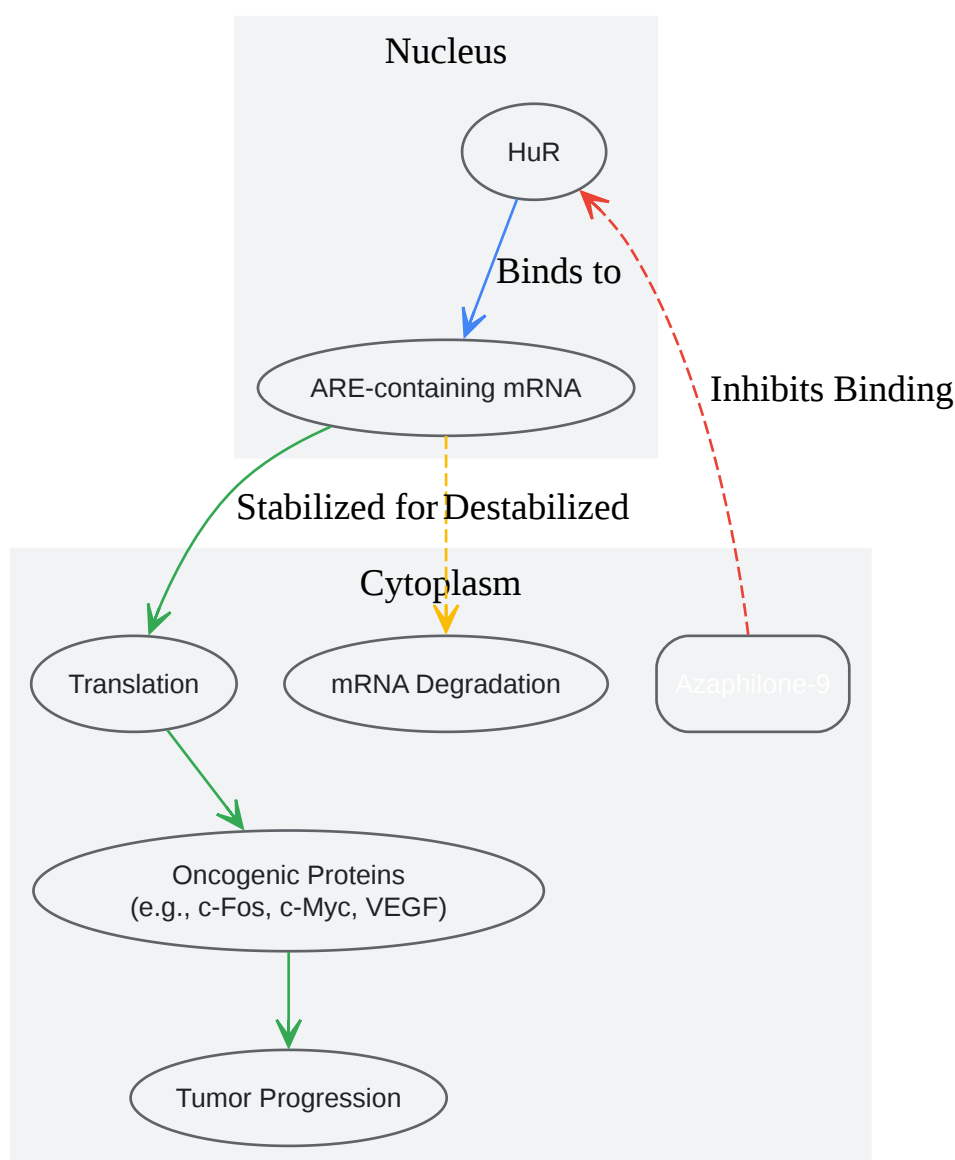 Nucleus
HuR
Binds to
ARE-containing mRNA
Inhibits Binding
Stabilized for
Destabilized
Cytoplasm
Translation
mRNA Degradation
Azaphilone-9
Oncogenic Proteins
(e.g., c-Fos, c-Myc, VEGF)
Tumor Progression